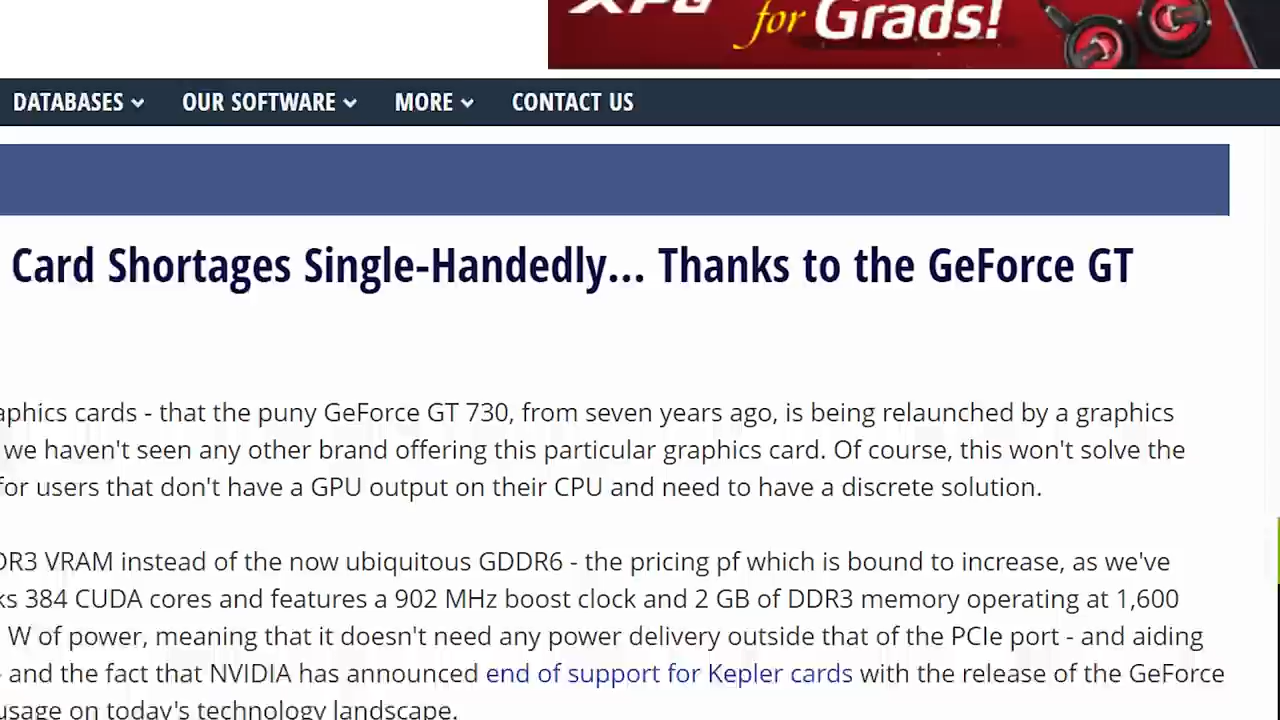 for Grads!
DATABASES OUR SOFTWARE MORE CONTACT US
Card Shortages Single-Handedly... Thanks to the GeForce GT
graphics cards - that the puny GeForce GT 730, from seven years ago, is being relaunched by a graphics
we haven't seen any other brand offering this particular graphics card. Of course, this won't solve the
for users that don't have a GPU output on their CPU and need to have a discrete solution.
DR3 VRAM instead of the now ubiquitous GDDR6 - the pricing pf which is bound to increase, as we've
ks 384 CUDA cores and features a 902 MHz boost clock and 2 GB of DDR3 memory operating at 1,600
W of power, meaning that it doesn't need any power delivery outside that of the PCIe port - and aiding
- and the fact that NVIDIA has announced end of support for Kepler cards with the release of the GeForce
usage on today's technology landscape.